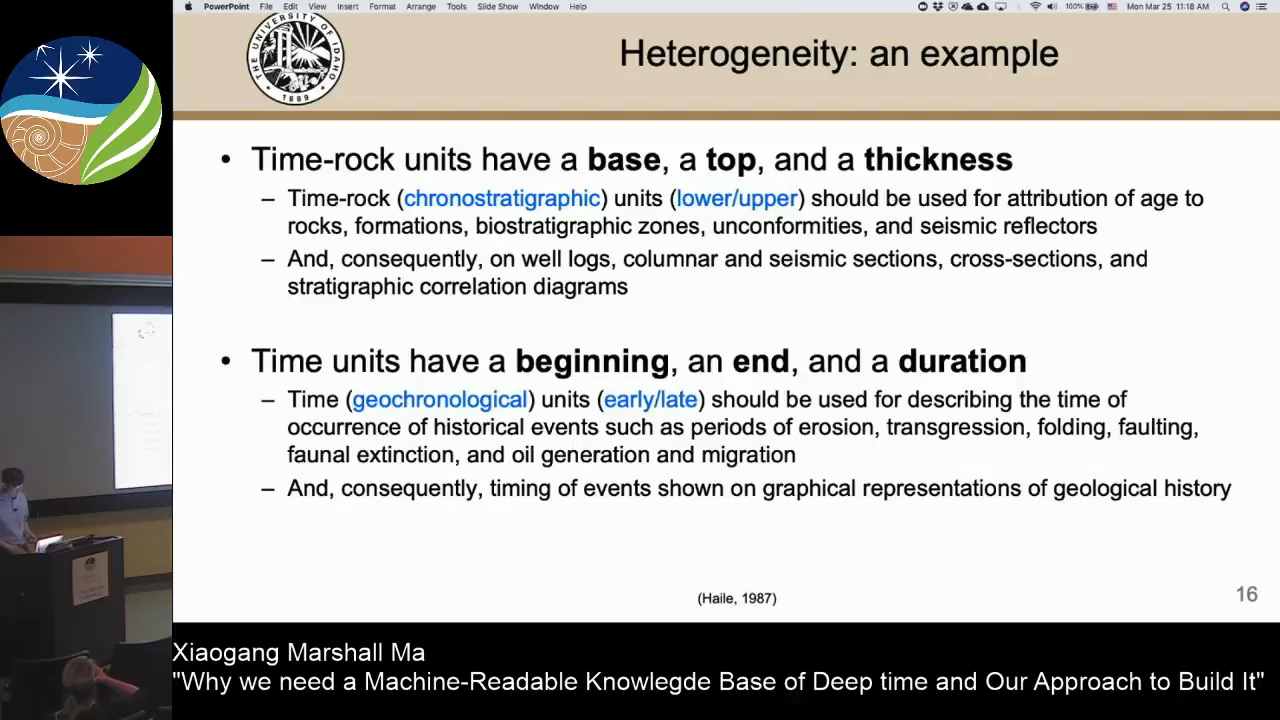 PowerPoint File Edit View Insert Format Arrange Tools Slide Show Window Help
100% Mon Mar 25 11:18 AM
THE UNIVERSITY OF IDAHO
1889
Heterogeneity: an example
• Time-rock units have a base, a top, and a thickness
– Time-rock (chronostratigraphic) units (lower/upper) should be used for attribution of age to
rocks, formations, biostratigraphic zones, unconformities, and seismic reflectors
– And, consequently, on well logs, columnar and seismic sections, cross-sections, and
stratigraphic correlation diagrams
• Time units have a beginning, an end, and a duration
– Time (geochronological) units (early/late) should be used for describing the time of
occurrence of historical events such as periods of erosion, transgression, folding, faulting,
faunal extinction, and oil generation and migration
– And, consequently, timing of events shown on graphical representations of geological history
(Haile, 1987)
16
Xiaogang Marshall Ma
"Why we need a Machine-Readable Knowlegde Base of Deep time and Our Approach to Build It"